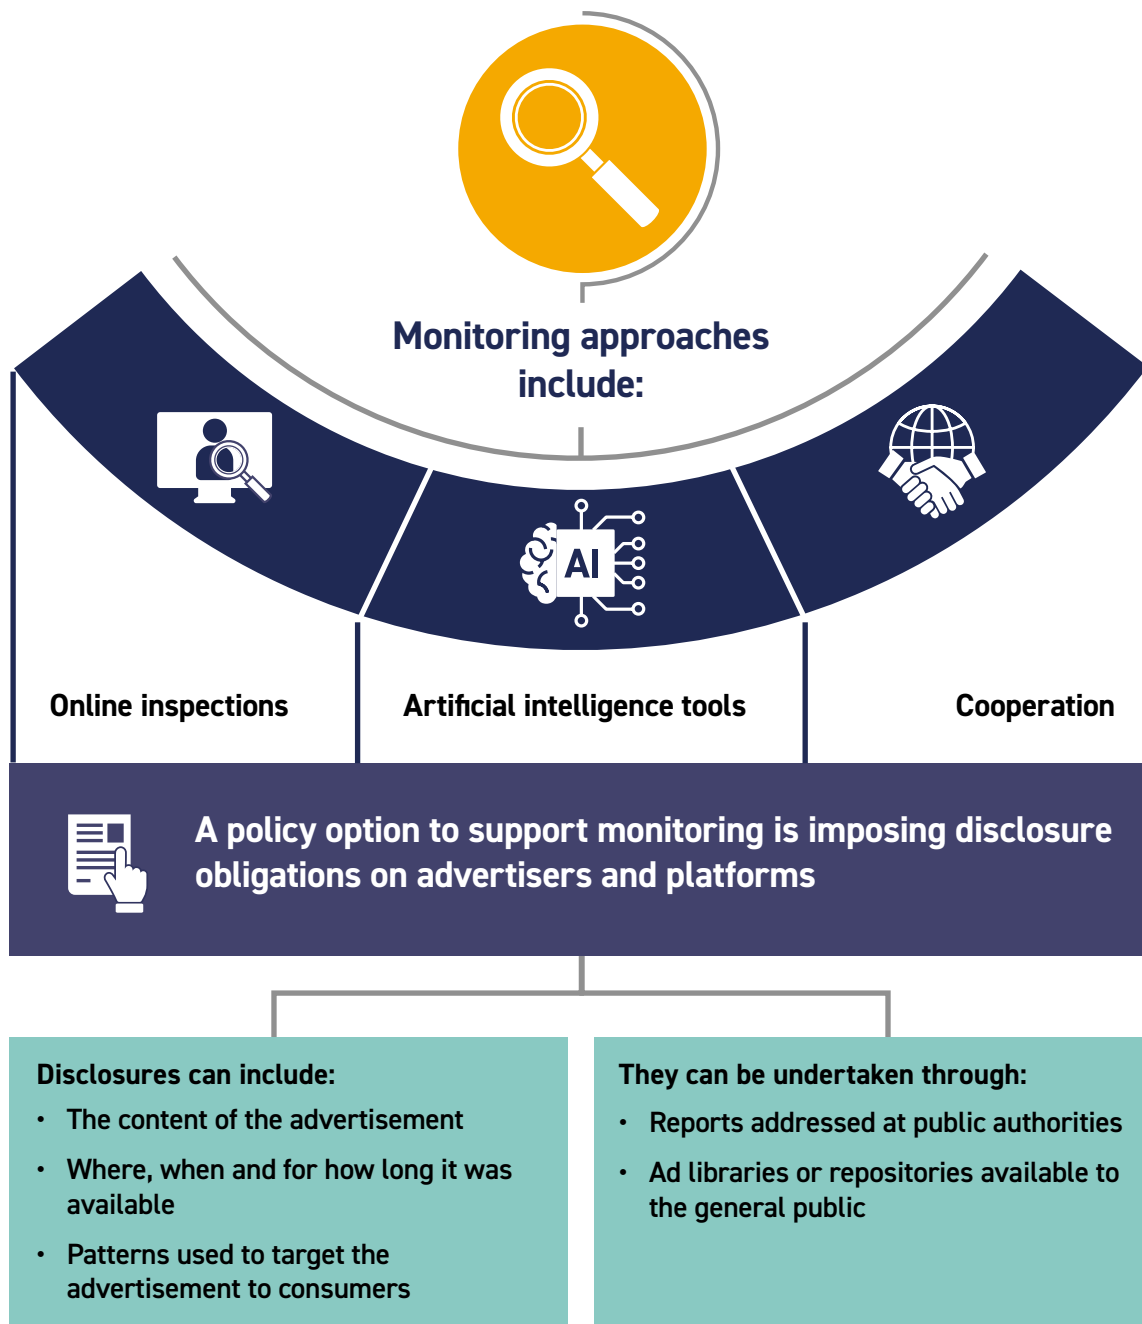 Monitoring approaches
include:
AI
Online inspections
Artificial intelligence tools
Cooperation
A policy option to support monitoring is imposing disclosure
obligations on advertisers and platforms
Disclosures can include:
• The content of the advertisement
• Where, when and for how long it was
available
• Patterns used to target the
advertisement to consumers
They can be undertaken through:
• Reports addressed at public authorities
• Ad libraries or repositories available to
the general public